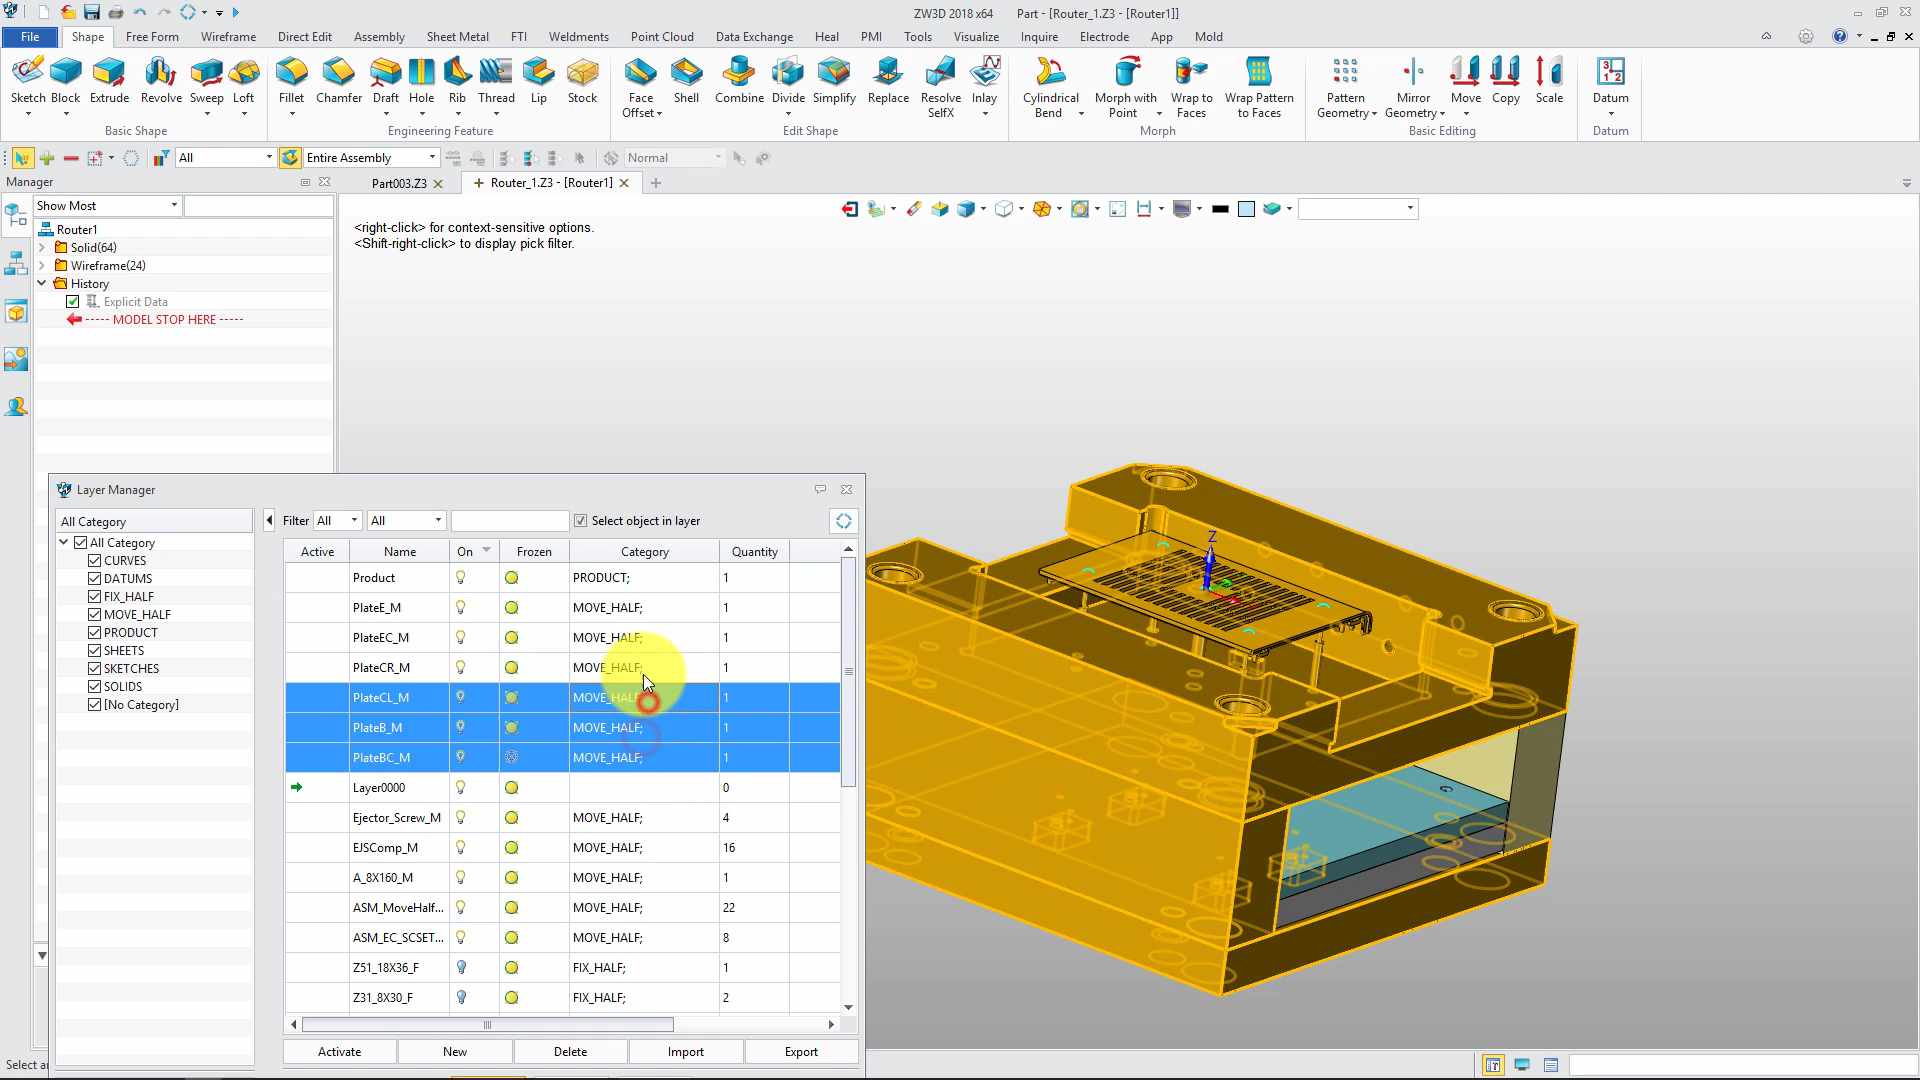 ZW3D 2018 x64 Part - [Router_1.Z3 - [Router1]]
File Shape Free Form Wireframe Direct Edit Assembly Sheet Metal FTI Weldments Point Cloud Data Exchange Heal PMI Tools Visualize Inquire Electrode App Mold
Sketch Block Extrude Revolve Sweep Loft
Basic Shape
Fillet Chamfer Draft Hole Rib Thread Lip Stock
Engineering Feature
Face Offset Shell Combine Divide Simplify Replace Resolve SelfX Inlay
Edit Shape
Cylindrical Bend Morph with Point Wrap to Faces Wrap Pattern to Faces
Morph
Pattern Geometry Mirror Geometry Move Copy Scale
Basic Editing
Datum
Datum
All Entire Assembly Normal
Manager
Part003.Z3 Router_1.Z3 - [Router1]
Show Most
Router1
Solid(64)
Wireframe(24)
History
Explicit Data
----- MODEL STOP HERE -----
<right-click> for context-sensitive options.
<Shift-right-click> to display pick filter.
Z
Layer Manager
All Category
All Category
CURVES
DATUMS
FIX_HALF
MOVE_HALF
PRODUCT
SHEETS
SKETCHES
SOLIDS
[No Category]
Filter All All Select object in layer
Active Name On Frozen Category Quantity
Product PRODUCT; 1
PlateE_M MOVE_HALF; 1
PlateEC_M MOVE_HALF; 1
PlateCR_M MOVE_HALF; 1
PlateCL_M MOVE_HALF; 1
PlateB_M MOVE_HALF; 1
PlateBC_M MOVE_HALF; 1
Layer0000 0
Ejector_Screw_M MOVE_HALF; 4
EJSComp_M MOVE_HALF; 16
A_8X160_M MOVE_HALF; 1
ASM_MoveHalf... MOVE_HALF; 22
ASM_EC_SCSET... MOVE_HALF; 8
Z51_18X36_F FIX_HALF; 1
Z31_8X30_F FIX_HALF; 2
Activate New Delete Import Export